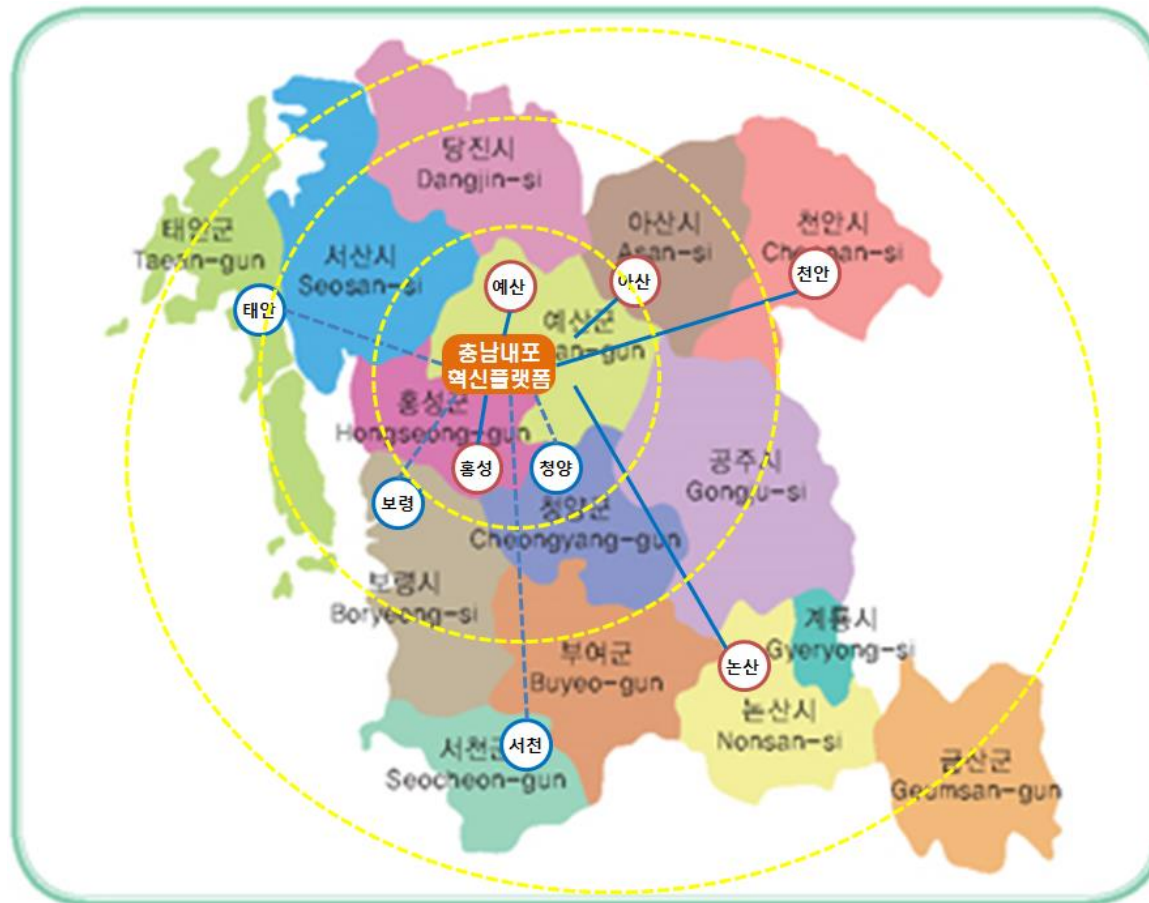 당진시
Dangjin-si
아산시
Asan-si
천안시
태안군
Taean-gun
서산시
Seosan-si
천안
아산
예산
태안
예산군
충남내포
혁신플랫폼
홍성군
Hongseong-gun
홍성
청양
공주시
Gongju-si
보령
청양군
Cheongyang-gun
보령시
Boryeong-si
계룡시
Gyeryong-si
부여군
Buyeo-gun
논산
논산시
Nonsan-si
서천
Seocheon-gun
금산군
Geumsan-gun